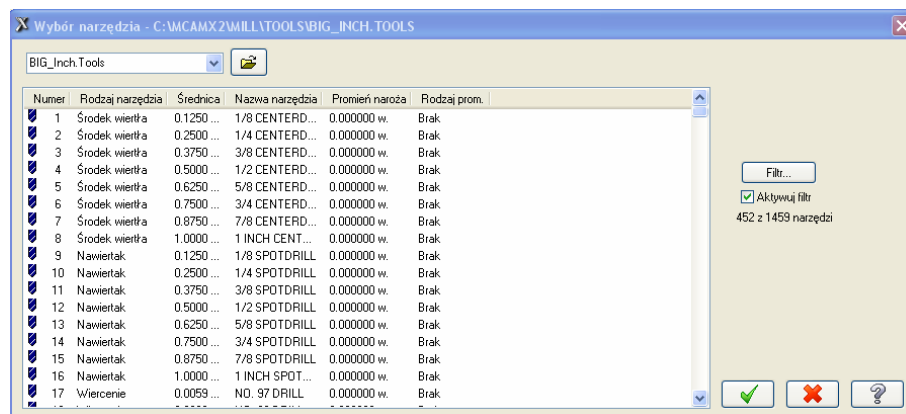 Wybór narzędzia - C:\MCAMX2\MILL\TOOLS\BIG_INCH.TOOLS
BIG_Inch.Tools
Numer Rodzaj narzędzia Średnica Nazwa narzędzia Promień naroża Rodzaj prom.
1 Środek wiertła 0.1250 ... 1/8 CENTERD... 0.000000 w. Brak
2 Środek wiertła 0.2500 ... 1/4 CENTERD... 0.000000 w. Brak
3 Środek wiertła 0.3750 ... 3/8 CENTERD... 0.000000 w. Brak
4 Środek wiertła 0.5000 ... 1/2 CENTERD... 0.000000 w. Brak
5 Środek wiertła 0.6250 ... 5/8 CENTERD... 0.000000 w. Brak
6 Środek wiertła 0.7500 ... 3/4 CENTERD... 0.000000 w. Brak
7 Środek wiertła 0.8750 ... 7/8 CENTERD... 0.000000 w. Brak
8 Środek wiertła 1.0000 ... 1 INCH CENT... 0.000000 w. Brak
9 Nawiertak 0.1250 ... 1/8 SPOTDRILL 0.000000 w. Brak
10 Nawiertak 0.2500 ... 1/4 SPOTDRILL 0.000000 w. Brak
11 Nawiertak 0.3750 ... 3/8 SPOTDRILL 0.000000 w. Brak
12 Nawiertak 0.5000 ... 1/2 SPOTDRILL 0.000000 w. Brak
13 Nawiertak 0.6250 ... 5/8 SPOTDRILL 0.000000 w. Brak
14 Nawiertak 0.7500 ... 3/4 SPOTDRILL 0.000000 w. Brak
15 Nawiertak 0.8750 ... 7/8 SPOTDRILL 0.000000 w. Brak
16 Nawiertak 1.0000 ... 1 INCH SPOT... 0.000000 w. Brak
17 Wiercenie 0.0059 ... NO. 97 DRILL 0.000000 w. Brak
Filtr...
Aktywuj filtr
452 z 1459 narzędzi